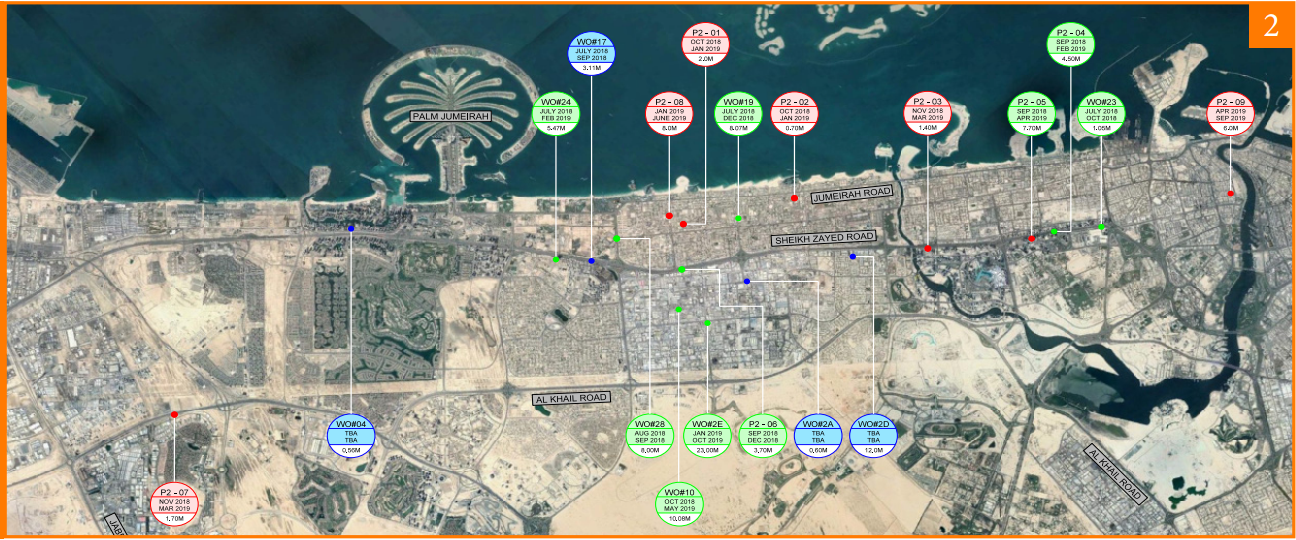 2
WO#17
JULY 2018
SEP 2018
3.11M
P2 - 01
OCT 2018
JAN 2019
2.0M
P2 - 04
SEP 2018
FEB 2019
4.50M
WO#24
JULY 2018
FEB 2019
5.47M
P2 - 08
JAN 2019
JUNE 2019
8.0M
WO#19
JULY 2018
DEC 2018
8.07M
P2 - 02
OCT 2018
JAN 2019
0.70M
P2 - 03
NOV 2018
MAR 2019
1.40M
P2 - 05
SEP 2018
APR 2019
7.70M
WO#23
JULY 2018
OCT 2018
1.05M
P2 - 09
APR 2019
SEP 2019
6.0M
PALM JUMEIRAH
JUMEIRAH ROAD
SHEIKH ZAYED ROAD
AL KHAIL ROAD
WO#04
TBA
TBA
0,56M
WO#28
AUG 2018
SEP 2018
8,00M
WO#2E
JAN 2019
OCT 2019
23,00M
P2 - 06
SEP 2018
DEC 2018
3,70M
WO#2A
TBA
TBA
0,60M
WO#2D
TBA
TBA
12,0M
AL KHAIL ROAD
P2 - 07
NOV 2018
MAR 2019
1.70M
WO#10
OCT 2018
MAY 2019
10.08M